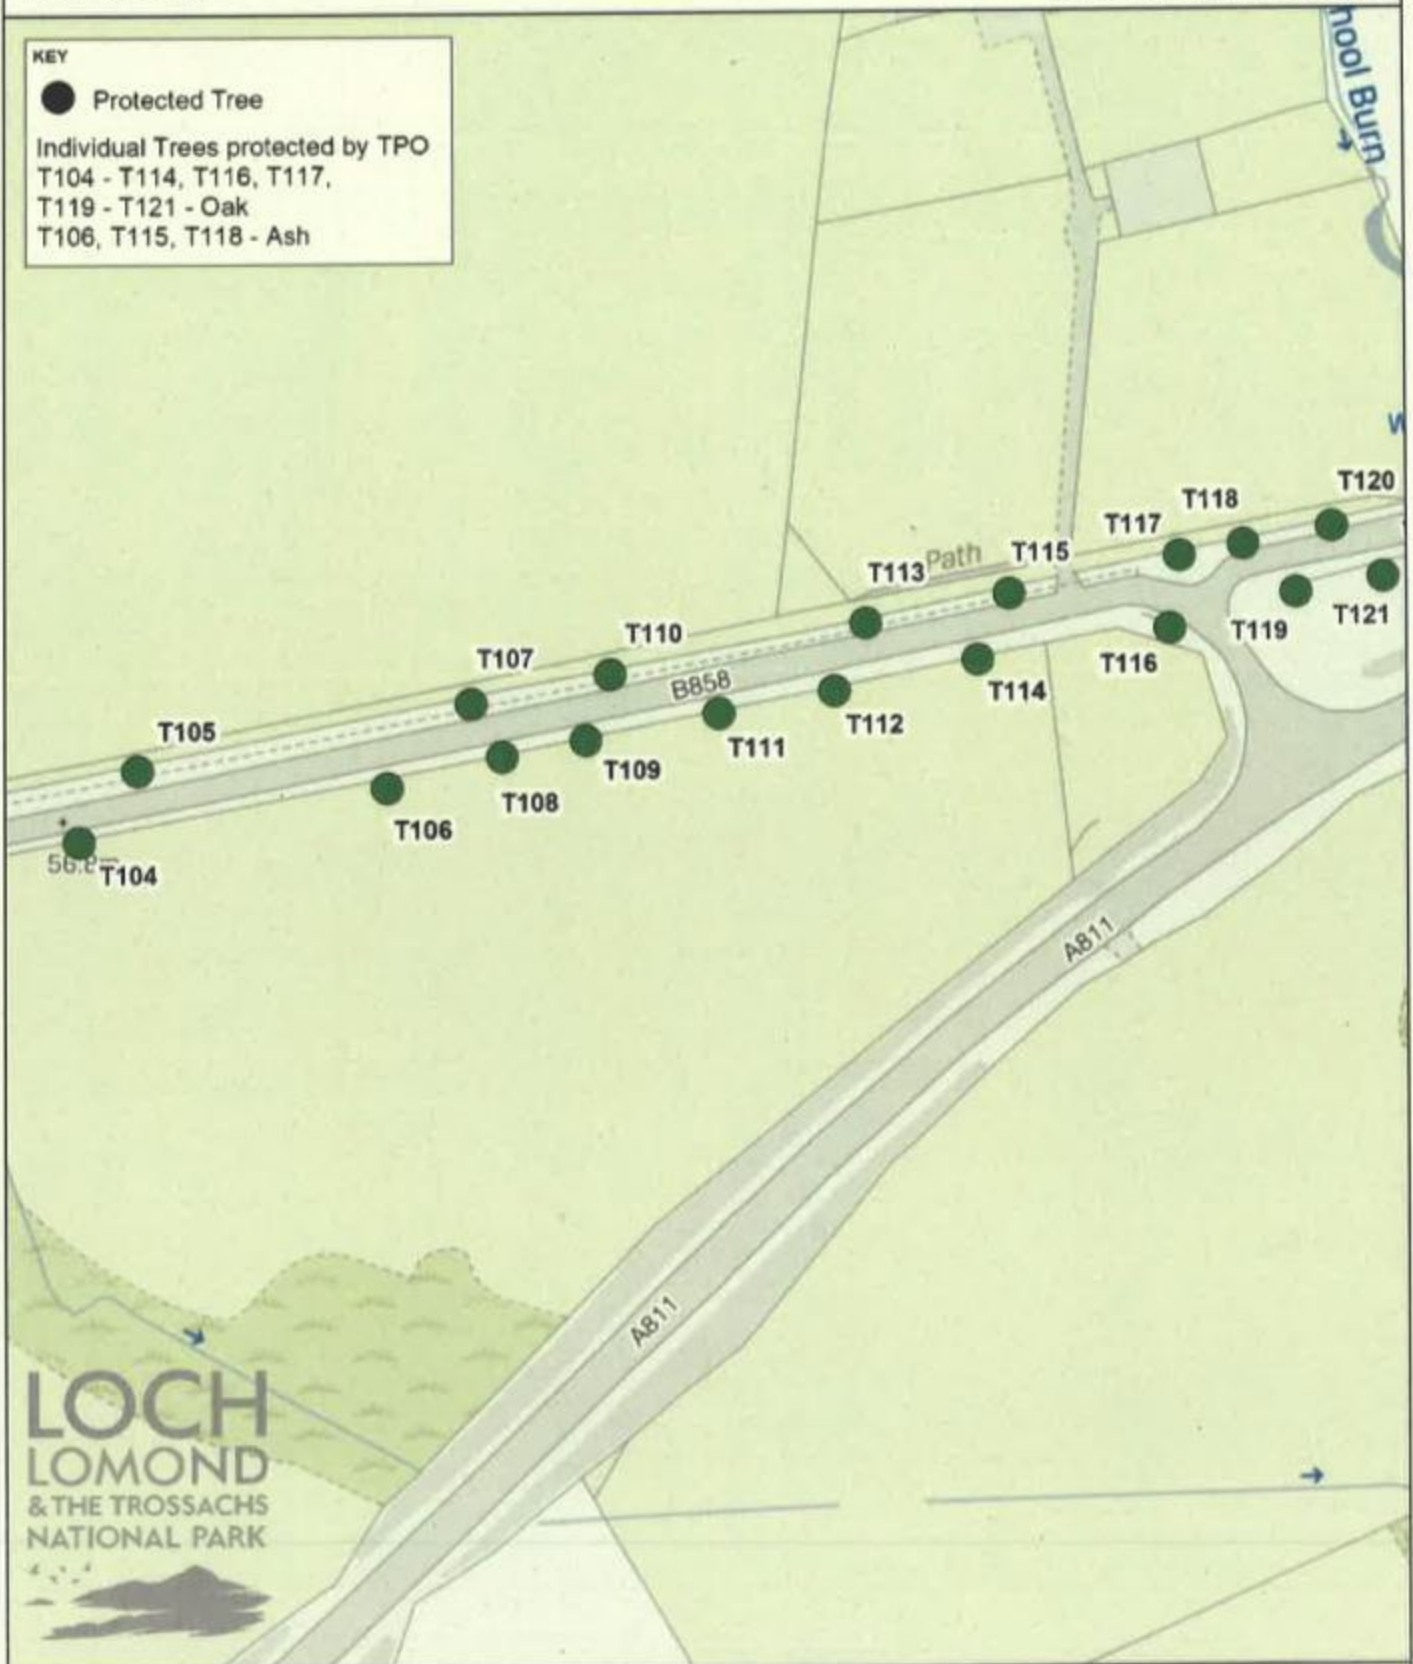 KEY
Protected Tree
Individual Trees protected by TPO
T104 - T114, T116, T117,
T119 - T121 - Oak
T106, T115, T118 - Ash
hool Burn
W
T120
T118
T117
Path
T115
T113
T121
T119
T116
T110
T107
B858
T114
T112
T111
T105
T109
T108
T106
T104
A811
A811
LOCH
LOMOND
& THE TROSSACHS
NATIONAL PARK